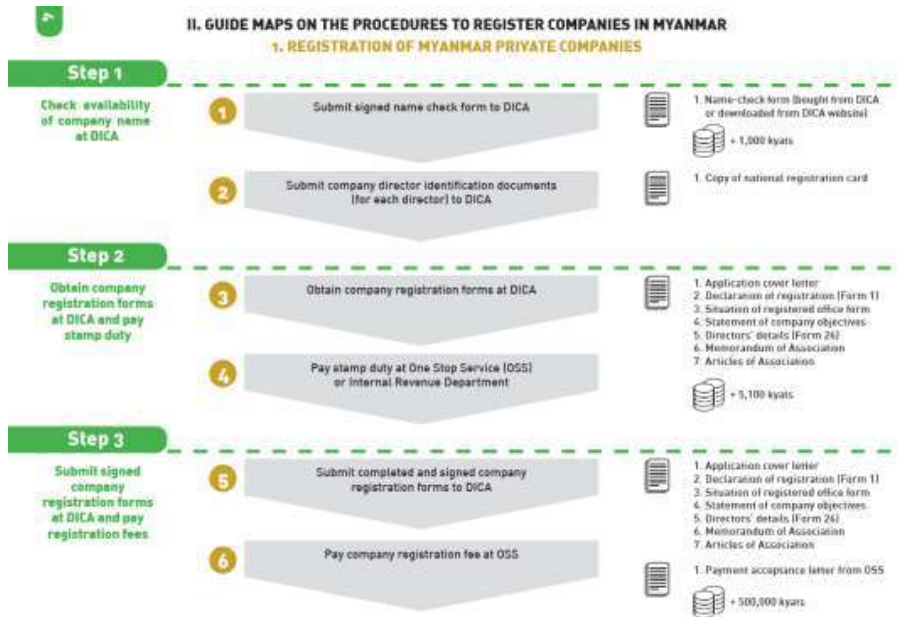 II. GUIDE MAPS ON THE PROCEDURES TO REGISTER COMPANIES IN MYANMAR
1. REGISTRATION OF MYANMAR PRIVATE COMPANIES
Step 1
Check availability
of company name
at DICA
1
Submit signed name check form to DICA
1. Name-check form (bought from DICA
or downloaded from DICA website)
+ 1,000 kyats
2
Submit company director identification documents
(for each director) to DICA
1. Copy of national registration card
Step 2
Obtain company
registration forms
at DICA and pay
stamp duty
3
Obtain company registration forms at DICA
1. Application cover letter
2. Declaration of registration (Form 1)
3. Situation of registered office form
4. Statement of company objectives
5. Directors' details (Form 26)
6. Memorandum of Association
7. Articles of Association
4
Pay stamp duty at One Stop Service (OSS)
or Internal Revenue Department
+ 5,100 kyats
Step 3
Submit signed
company
registration forms
at DICA and pay
registration fees
5
Submit completed and signed company
registration forms to DICA
1. Application cover letter
2. Declaration of registration (Form 1)
3. Situation of registered office form
4. Statement of company objectives
5. Directors' details (Form 26)
6. Memorandum of Association
7. Articles of Association
6
Pay company registration fee at OSS
1. Payment acceptance letter from OSS
+ 500,000 kyats